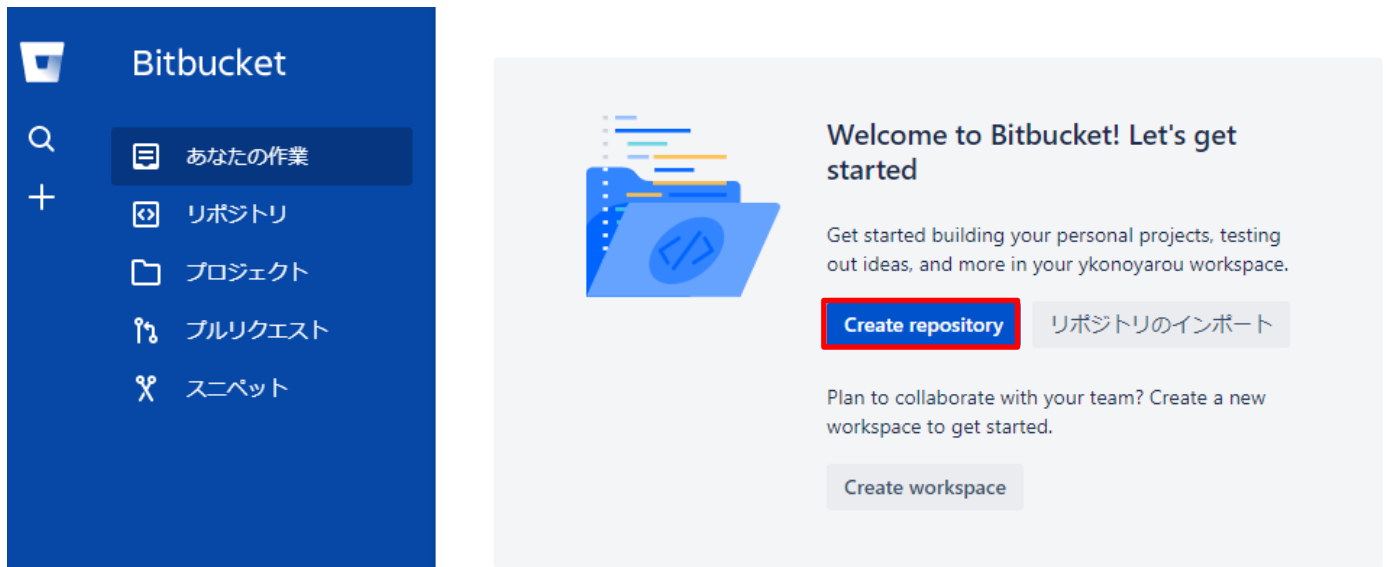 Bitbucket
あなたの作業
リポジトリ
プロジェクト
プルリクエスト
スニペット
Welcome to Bitbucket! Let's get
started
Get started building your personal projects, testing
out ideas, and more in your ykonoyarou workspace.
Create repository
リポジトリのインポート
Plan to collaborate with your team? Create a new
workspace to get started.
Create workspace